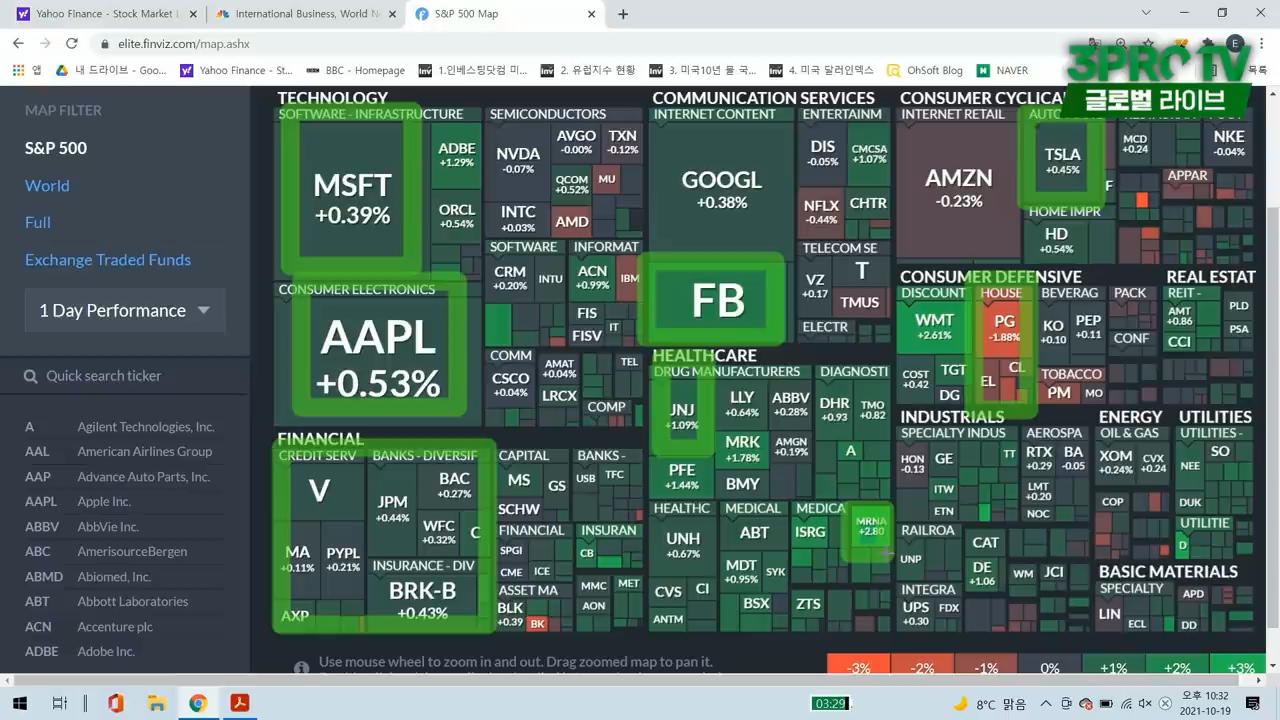 Yahoo Finance - Stock Market L
International Business, World N
S&P 500 Map
elite.finviz.com/map.ashx
3PROTV
글로벌 라이브
앱
내 드라이브 - Goo...
Yahoo Finance - St...
BBC - Homepage
1.인베스팅닷컴 미...
2. 유럽지수 현황
3. 미국10년 물 국...
4. 미국 달러인덱스
OhSoft Blog
NAVER
목록
MAP FILTER
S&P 500
World
Full
Exchange Traded Funds
1 Day Performance
Quick search ticker
A Agilent Technologies, Inc.
AAL American Airlines Group
AAP Advance Auto Parts, Inc.
AAPL Apple Inc.
ABBV AbbVie Inc.
ABC AmerisourceBergen
ABMD Abiomed, Inc.
ABT Abbott Laboratories
ACN Accenture plc
ADBE Adobe Inc.
TECHNOLOGY
SOFTWARE - INFRASTRUCTURE
MSFT
+0.39%
ADBE
+1.29%
ORCL
+0.54%
SEMICONDUCTORS
NVDA
-0.07%
AVGO
-0.00%
TXN
-0.12%
QCOM
+0.52%
MU
INTC
+0.03%
AMD
CONSUMER ELECTRONICS
AAPL
+0.53%
SOFTWARE
CRM
+0.20%
INTU
INFORMAT
ACN
+0.99%
IBM
FIS
FISV
IT
COMM
CSCO
+0.04%
AMAT
+0.04%
LRCX
TEL
COMP
COMMUNICATION SERVICES
INTERNET CONTENT
GOOGL
+0.38%
FB
ENTERTAINM
DIS
-0.05%
CMCSA
+1.07%
NFLX
-0.44%
CHTR
TELECOM SE
VZ
+0.17
T
TMUS
ELECTR
CONSUMER CYCLICA
INTERNET RETAIL
AMZN
-0.23%
TSLA
+0.45%
F
HOME IMPR
HD
+0.54%
MCD
+0.24
NKE
-0.04%
APPAR
CONSUMER DEFENSIVE
DISCOUNT
WMT
+2.61%
COST
+0.42
TGT
DG
HOUSE
PG
-1.88%
EL
CL
BEVERAG
KO
+0.10
PEP
+0.11
TOBACCO
PM
MO
PACK
CONF
REAL ESTAT
REIT -
AMT
+0.86
CCI
PLD
PSA
FINANCIAL
CREDIT SERV
V
MA
+0.11%
PYPL
+0.21%
AXP
BANKS - DIVERSIF
JPM
+0.44%
BAC
+0.27%
WFC
+0.32%
C
INSURANCE - DIV
BRK-B
+0.43%
CAPITAL
MS
GS
SCHW
BANKS -
USB
TFC
FINANCIAL
SPGI
CME
ICE
INSURAN
CB
MMC
MET
AON
ASSET MA
BLK
+0.39
BK
HEALTHCARE
DRUG MANUFACTURERS
JNJ
+1.09%
LLY
+0.64%
ABBV
+0.28%
PFE
+1.44%
MRK
+1.78%
AMGN
+0.19%
BMY
DIAGNOSTI
DHR
+0.93
TMO
+0.82
A
HEALTHC
UNH
+0.67%
CVS
CI
ANTM
MEDICAL
ABT
MDT
+0.95%
SYK
BSX
MEDICA
ISRG
ZTS
MRNA
+2.80
INDUSTRIALS
SPECIALTY INDUS
HON
-0.13
GE
TT
ITW
ETN
AEROSPA
RTX
+0.29
BA
-0.05
LMT
+0.20
NOC
RAILROA
UNP
CAT
DE
+1.06
WM
JCI
INTEGRA
UPS
+0.30
FDX
ENERGY
OIL & GAS
XOM
+0.24%
CVX
+0.24
COP
UTILITIES
UTILITIES -
NEE
SO
DUK
UTILITIE
D
BASIC MATERIALS
SPECIALTY
LIN
ECL
APD
DD
Use mouse wheel to zoom in and out. Drag zoomed map to pan it.
-3%
-2%
-1%
0%
+1%
+2%
+3%
03:29
8°C 맑음
오후 10:32
2021-10-19